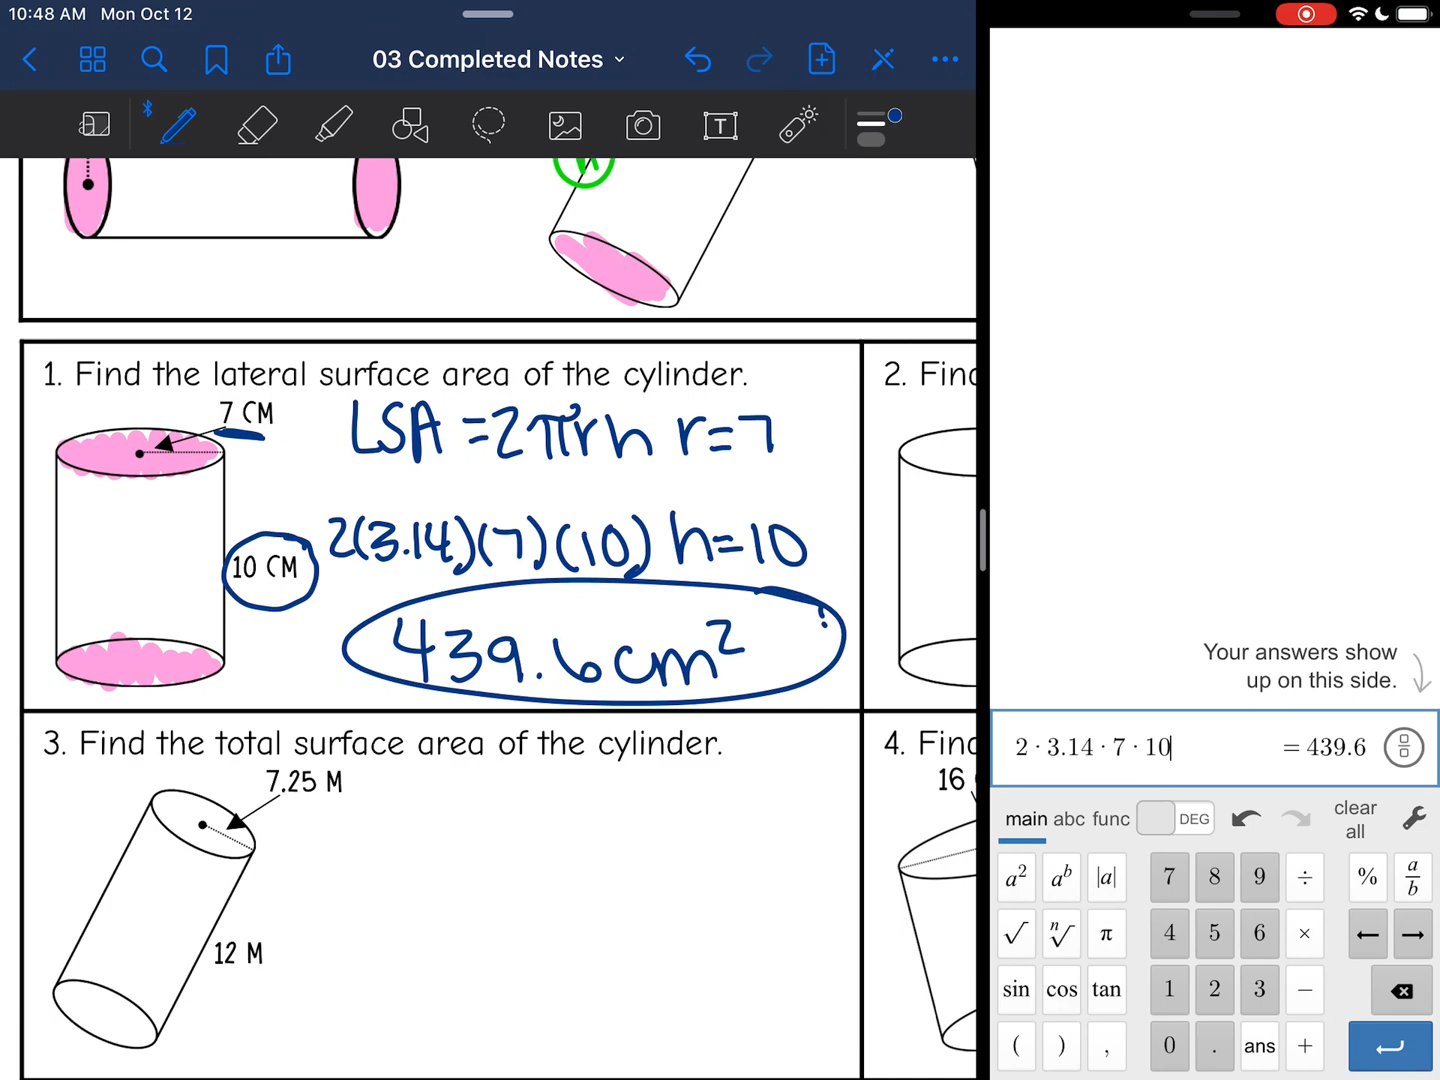 10:48 AM Mon Oct 12
03 Completed Notes
T
1. Find the lateral surface area of the cylinder.
7 CM
LSA = 2πrh r=7
2(3.14)(7)(10) h=10
10 CM
439.6cm²
2. Find
3. Find the total surface area of the cylinder.
7.25 M
12 M
4. Find
16
Your answers show
up on this side.
2 · 3.14 · 7 · 10 = 439.6
main abc func DEG clear all
a² aᵇ |a| 7 8 9 ÷ % a/b
√ ⁿ√ π 4 5 6 × ← →
sin cos tan 1 2 3 −
( ) , 0 . ans +